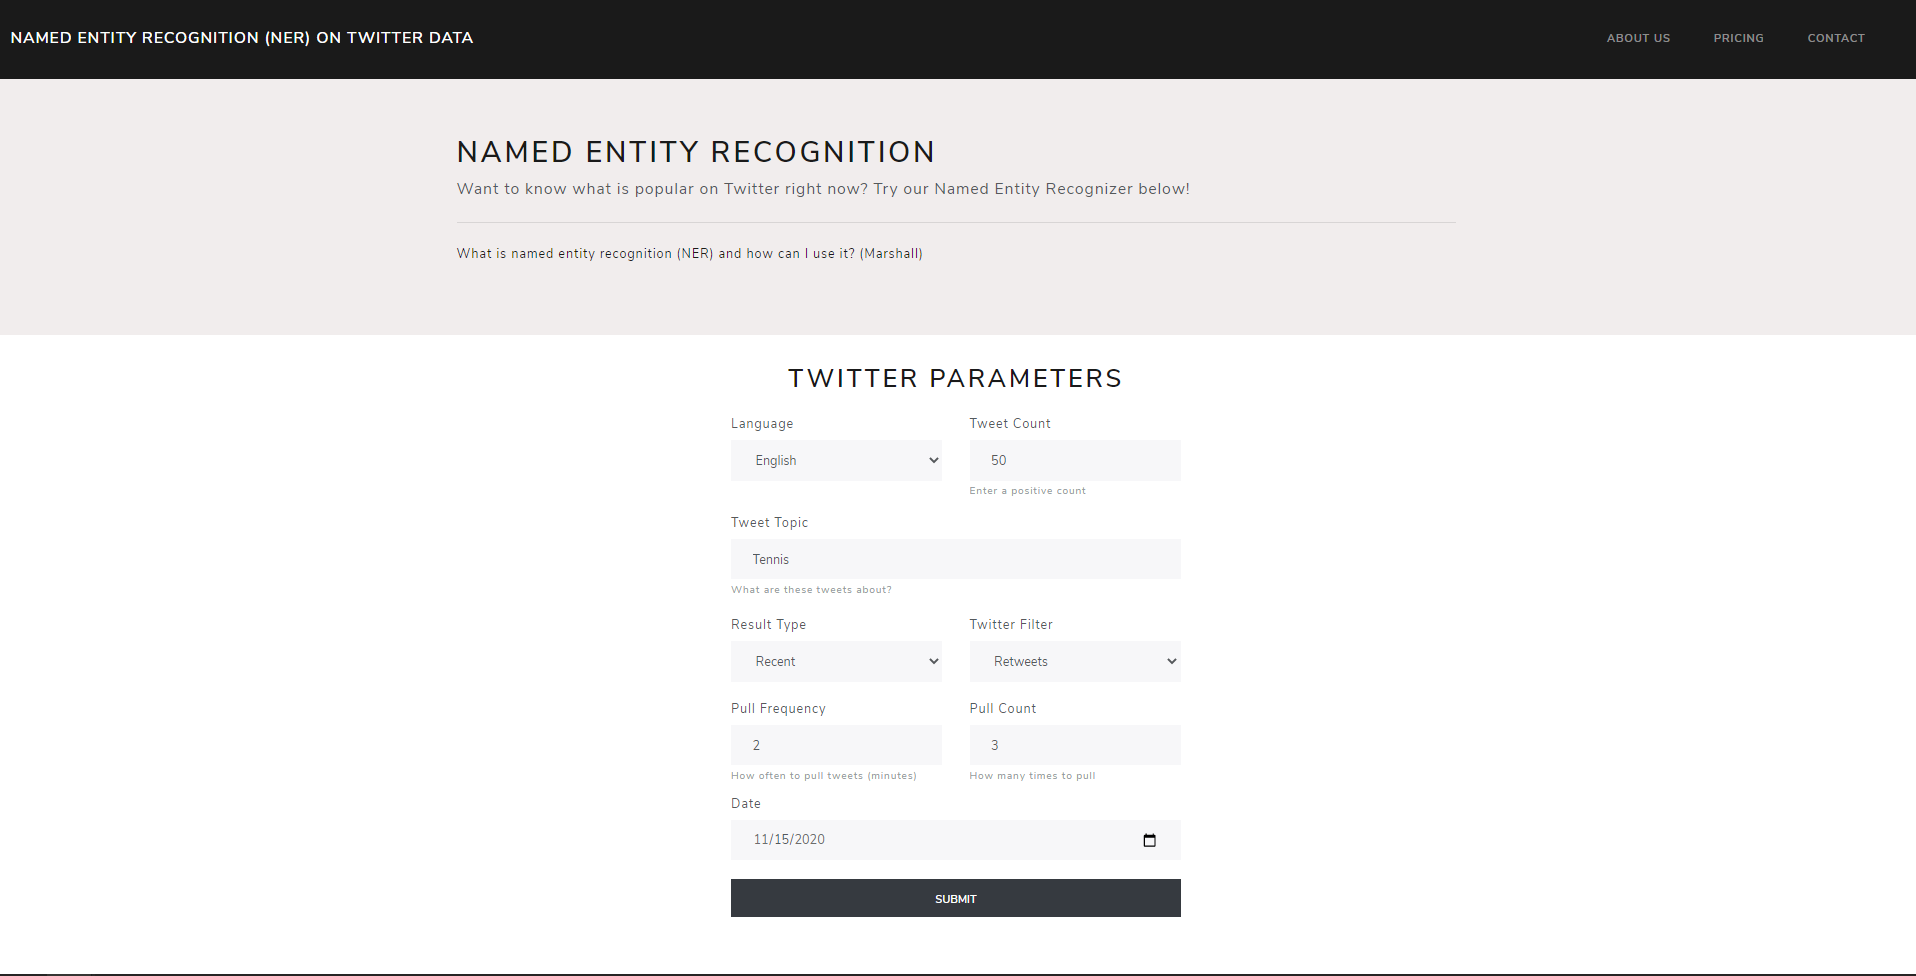 NAMED ENTITY RECOGNITION (NER) ON TWITTER DATA
ABOUT US
PRICING
CONTACT
NAMED ENTITY RECOGNITION
Want to know what is popular on Twitter right now? Try our Named Entity Recognizer below!
What is named entity recognition (NER) and how can I use it? (Marshall)
TWITTER PARAMETERS
Language
Tweet Count
English
50
Enter a positive count
Tweet Topic
Tennis
What are these tweets about?
Result Type
Twitter Filter
Recent
Retweets
Pull Frequency
Pull Count
2
3
How often to pull tweets (minutes)
How many times to pull
Date
11/15/2020
SUBMIT